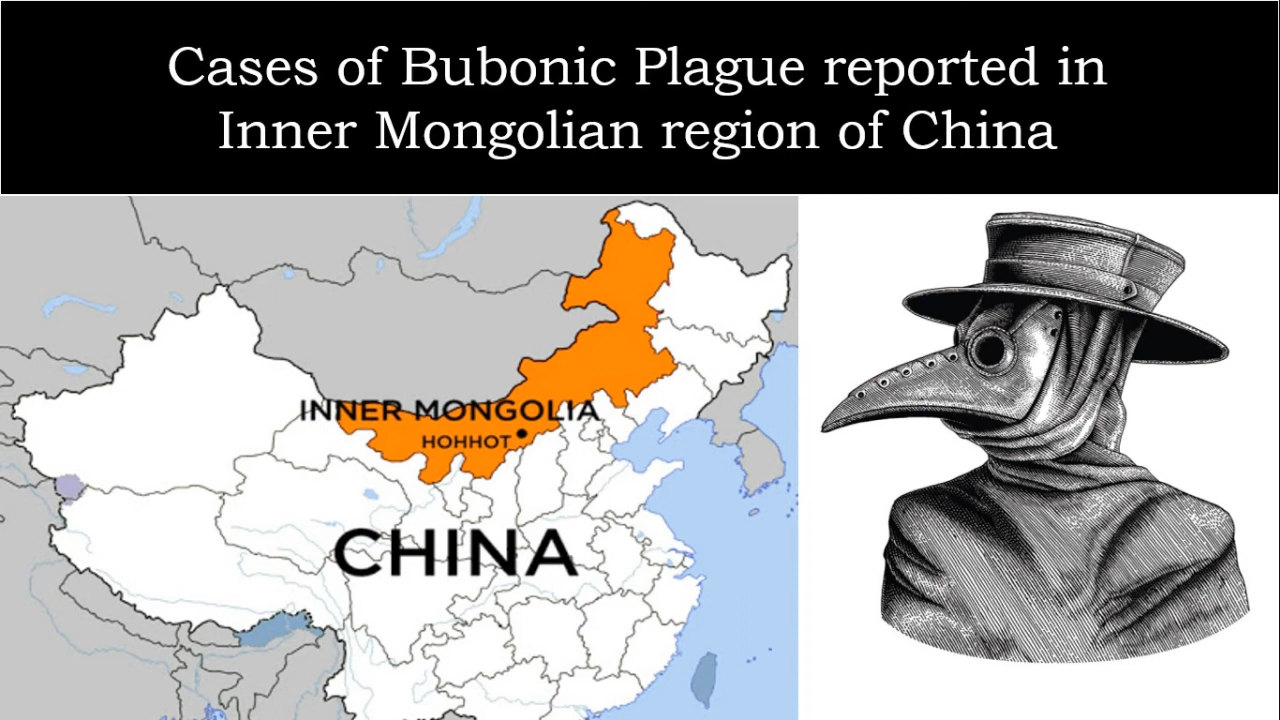 Cases of Bubonic Plague reported in
Inner Mongolian region of China
INNER MONGOLIA
HOHHOT
CHINA